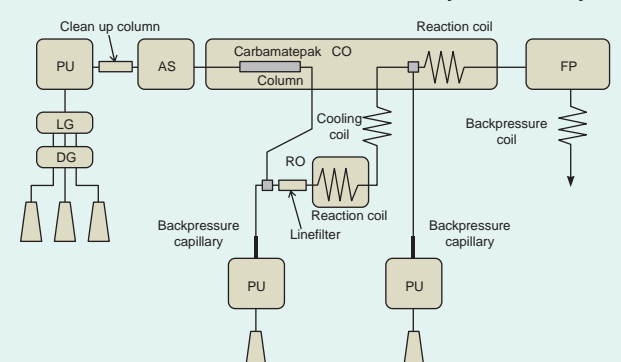 Clean up column
Reaction coil
PU
AS
Carbamatepak CO
Column
FP
LG
DG
Cooling
coil
Backpressure
coil
RO
Reaction coil
Linefilter
Backpressure
capillary
Backpressure
capillary
PU
PU